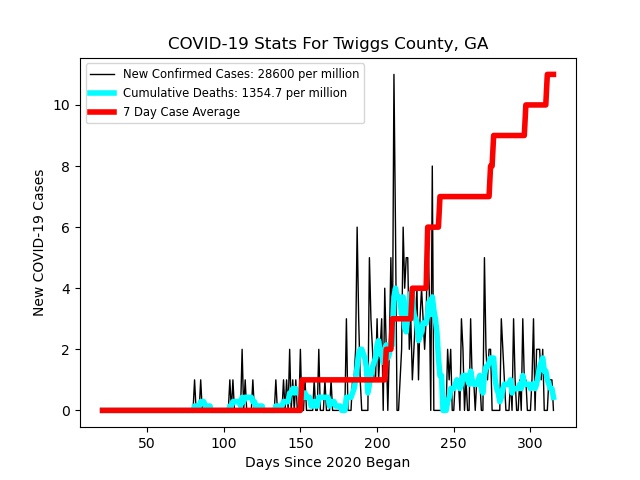 COVID-19 Stats For Twiggs County, GA
New Confirmed Cases: 28600 per million
Cumulative Deaths: 1354.7 per million
7 Day Case Average
New COVID-19 Cases
10
8
6
4
2
0
50 100 150 200 250 300
Days Since 2020 Began